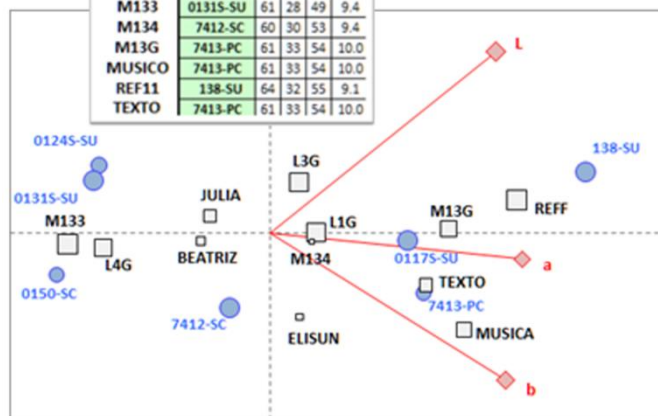 M133 0131S-SU 61 28 49 9.4
M134 7412-SC 60 30 53 9.4
M13G 7413-PC 61 33 54 10.0
MUSICO 7413-PC 61 33 54 10.0
REF11 138-SU 64 32 55 9.1
TEXTO 7413-PC 61 33 54 10.0
L
0124S-SU
138-SU
L3G
0131S-SU
JULIA
REFF
M133
L1G
M13G
L4G
BEATRIZ
M134
0117S-SU
a
0150-SC
TEXTO
7413-PC
7412-SC
ELISUN
MUSICA
b